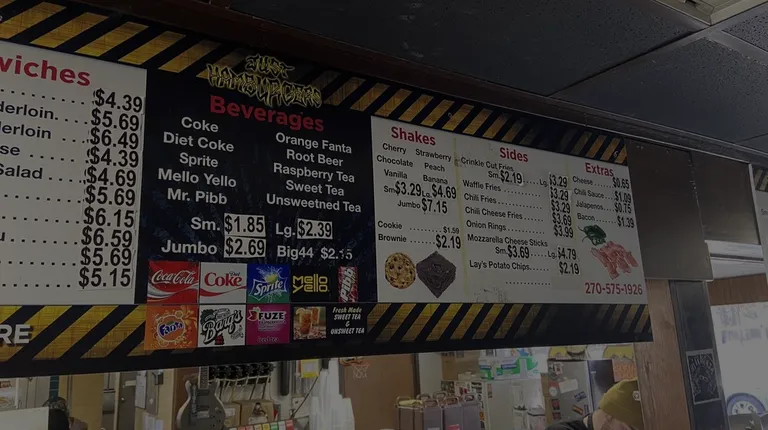 wiches
$4.39
derloin $5.69
derloin $6.49
se $4.39
Salad $4.69
$5.69
$6.15
u $6.59
$5.69
$5.15
RE
JUST
HAMBURGERS
Beverages
Coke
Diet Coke
Sprite
Mello Yello
Mr. Pibb
Orange Fanta
Root Beer
Raspberry Tea
Sweet Tea
Unsweetned Tea
Sm. $1.85 Lg. $2.39
Jumbo $2.69 Big44 $2.15
Coca-Cola
Diet Coke
Sprite
mello
Fanta
Barq's
FUZE
Fresh Made
SWEET TEA
&
UNSWEET TEA
Shakes
Cherry Strawberry
Chocolate Peach
Vanilla Banana
Sm $3.29 Lg. $4.69
Jumbo $7.15
Cookie $1.59
Brownie $2.19
Sides
Crinkle Cut Fries
Sm. $2.19 Lg. $3.29
Waffle Fries $3.29
Chili Fries $3.69
Chili Cheese Fries $3.69
Onion Rings $3.99
Mozzarella Cheese Sticks
Sm. $3.69 Lg. $4.79
Lay's Potato Chips $2.19
Extras
Cheese $0.65
Chili Sauce $1.09
Jalapenos $0.75
Bacon $1.39
270-575-1926